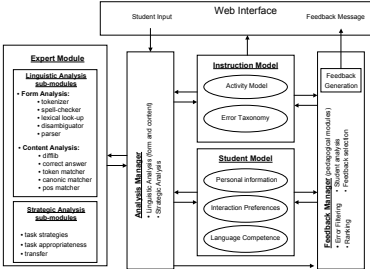 Web Interface
Student Input
Feedback Message
Expert Module
Linguistic Analysis
sub-modules
• Form Analysis:
• tokenizer
• spell-checker
• lexical look-up
• disambiguator
• parser
• Content Analysis:
• difflib
• correct answer
• token matcher
• canonic matcher
• pos matcher
Strategic Analysis
sub-modules
• task strategies
• task appropriateness
• transfer
Analysis Manager
• Linguistic Analysis (form and content)
• Strategic Analysis
Instruction Model
Activity Model
Error Taxonomy
Student Model
Personal information
Interaction Preferences
Language Competence
Feedback
Generation
Feedback Manager (pedagogical modules)
• Student analysis
• Feedback selection
• Error Filtering
• Ranking